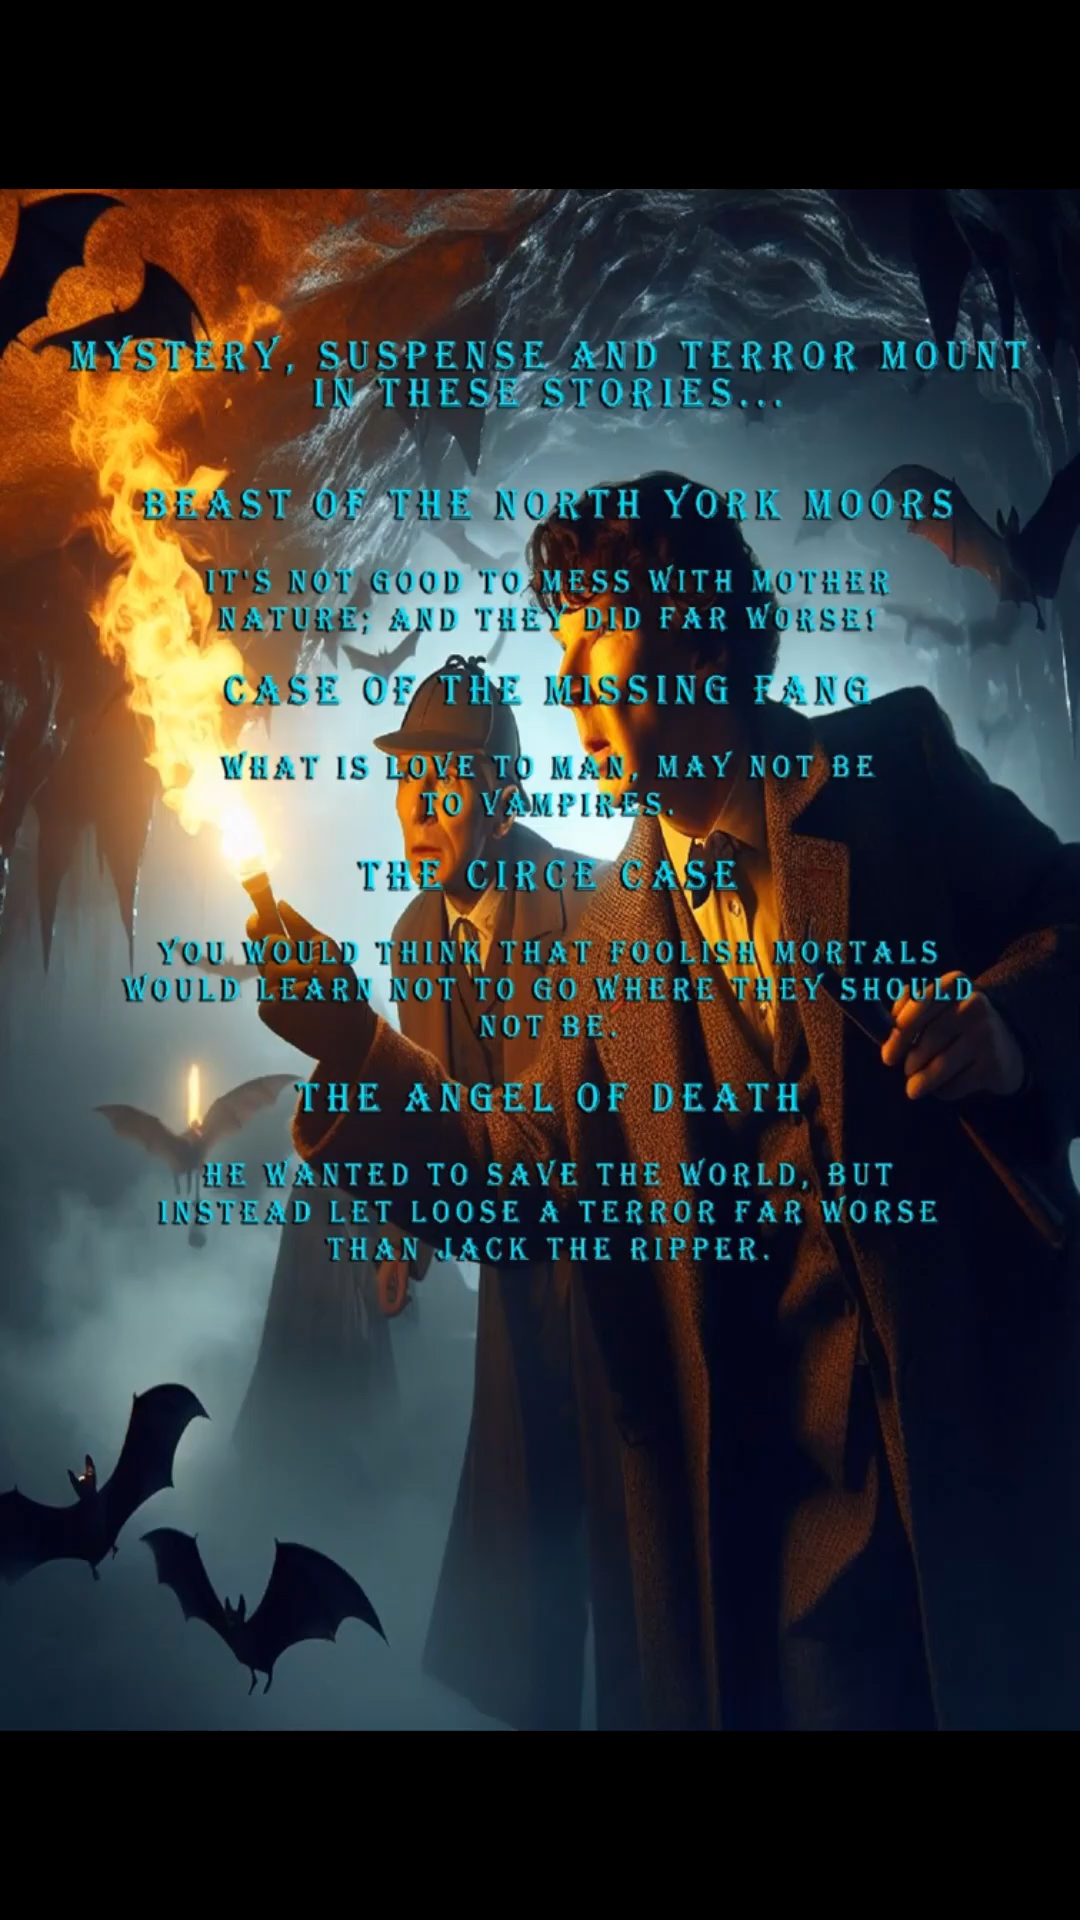 MYSTERY, SUSPENSE AND TERROR MOUNT
IN THESE STORIES...
BEAST OF THE NORTH YORK MOORS
IT'S NOT GOOD TO MESS WITH MOTHER
NATURE; AND THEY DID FAR WORSE!
CASE OF THE MISSING FANG
WHAT IS LOVE TO MAN, MAY NOT BE
TO VAMPIRES.
THE CIRCE CASE
YOU WOULD THINK THAT FOOLISH MORTALS
WOULD LEARN NOT TO GO WHERE THEY SHOULD
NOT BE.
THE ANGEL OF DEATH
HE WANTED TO SAVE THE WORLD, BUT
INSTEAD LET LOOSE A TERROR FAR WORSE
THAN JACK THE RIPPER.